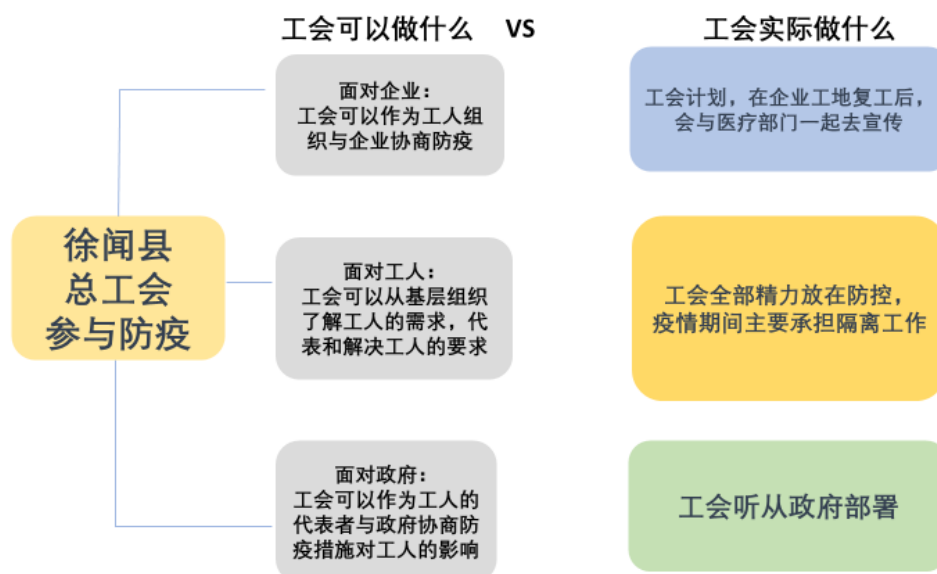 工会可以做什么 VS 工会实际做什么
面对企业：
工会可以作为工人组
织与企业协商防疫
工会计划，在企业工地复工后，
会与医疗部门一起去宣传
徐闻县
总工会
参与防疫
面对工人：
工会可以从基层组织
了解工人的需求，代
表和解决工人的要求
工会全部精力放在防控，
疫情期间主要承担隔离工作
面对政府：
工会可以作为工人的
代表者与政府协商防
疫措施对工人的影响
工会听从政府部署